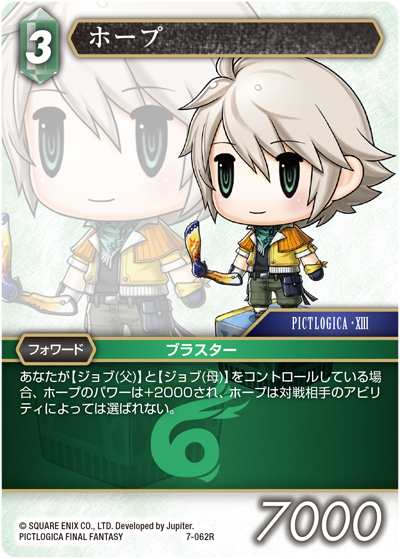 3
ホープ
PICTLOGICA・XIII
フォワード
ブラスター
あなたが【ジョブ(父)】と【ジョブ(母)】をコントロールしている場
合、ホープのパワーは+2000され、ホープは対戦相手のアビリ
ティによっては選ばれない。
© SQUARE ENIX CO., LTD. Developed by Jupiter.
PICTLOGICA FINAL FANTASY
7-062R
7000